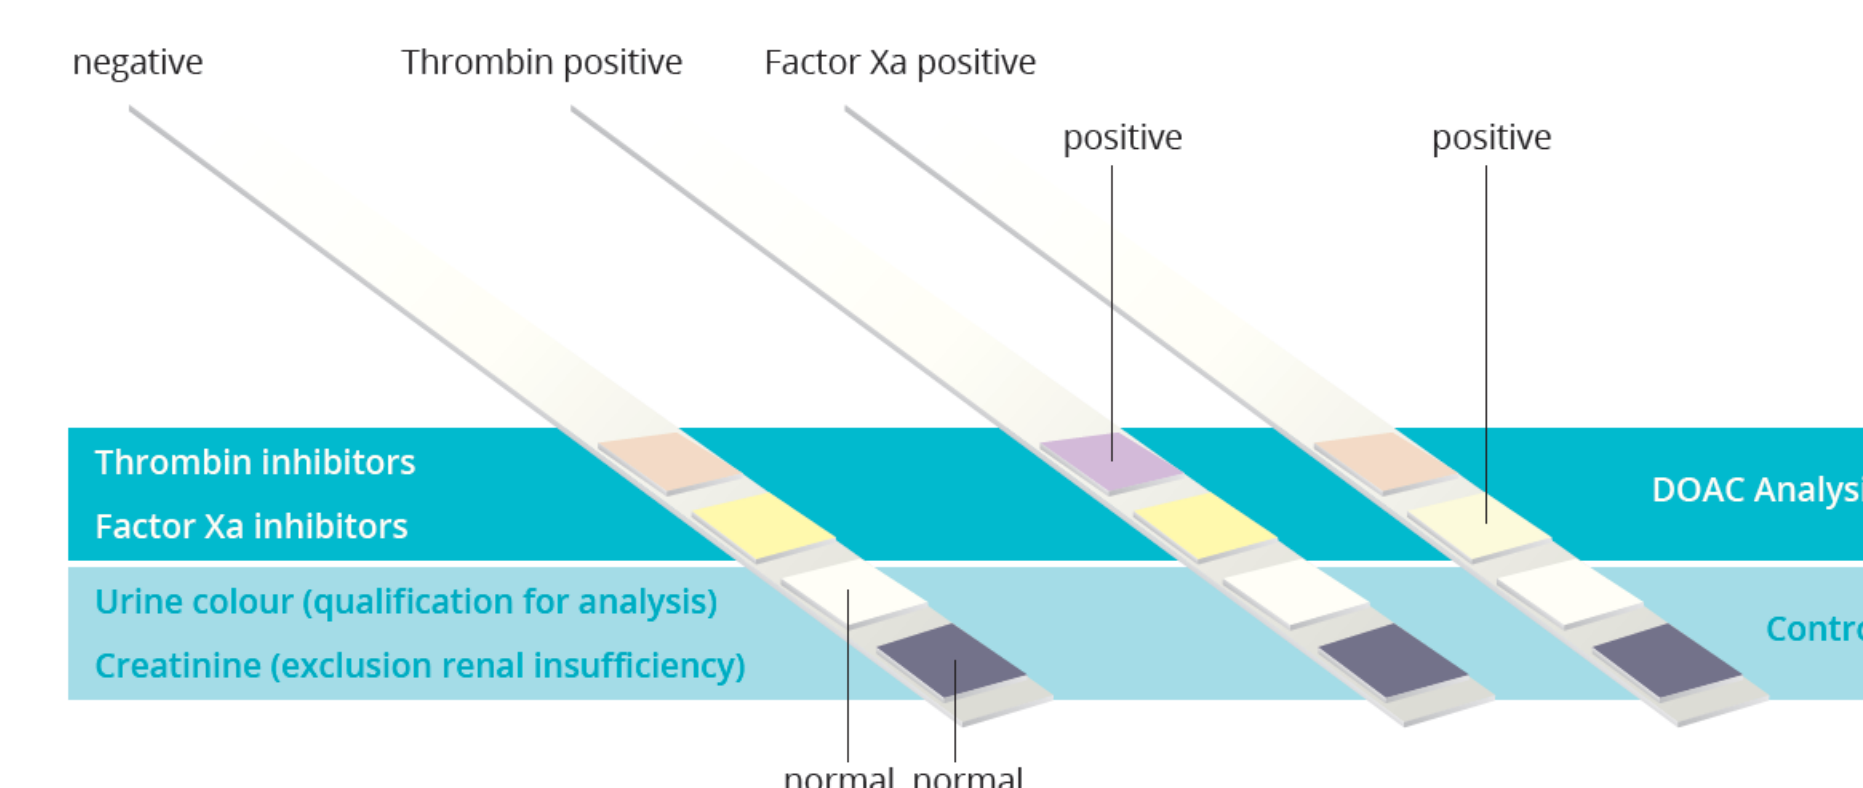 negative
Thrombin positive
Factor Xa positive
positive
positive
Thrombin inhibitors
Factor Xa inhibitors
DOAC Analysi
Urine colour (qualification for analysis)
Creatinine (exclusion renal insufficiency)
Contro
normal
normal